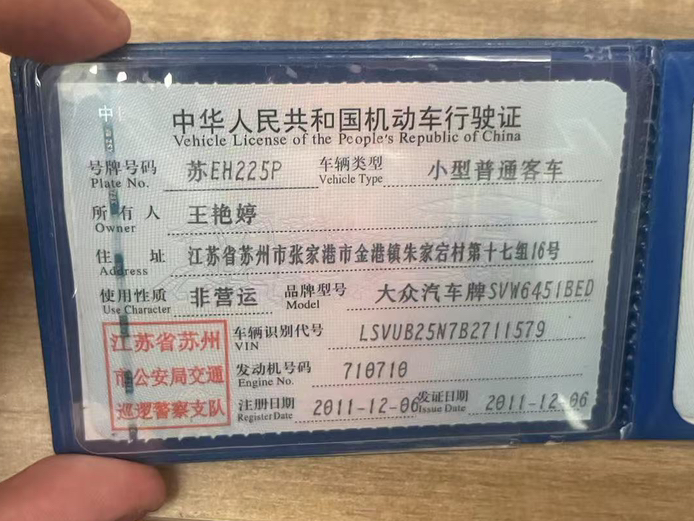 中华人民共和国机动车行驶证
Vehicle License of the People's Republic of China
号牌号码 苏EH225P 车辆类型 小型普通客车
Plate No. Vehicle Type
所有人 王艳婷
Owner
住址 江苏省苏州市张家港市金港镇朱家宕村第十七组16号
Address
使用性质 非营运 品牌型号 大众汽车牌SVW6451BED
Use Character Model
江苏省苏州
市公安局交通
巡逻警察支队
车辆识别代号 LSVUB25N7B2711579
VIN
发动机号码 710710
Engine No.
注册日期 2011-12-06 发证日期 2011-12-06
Register Date Issue Date